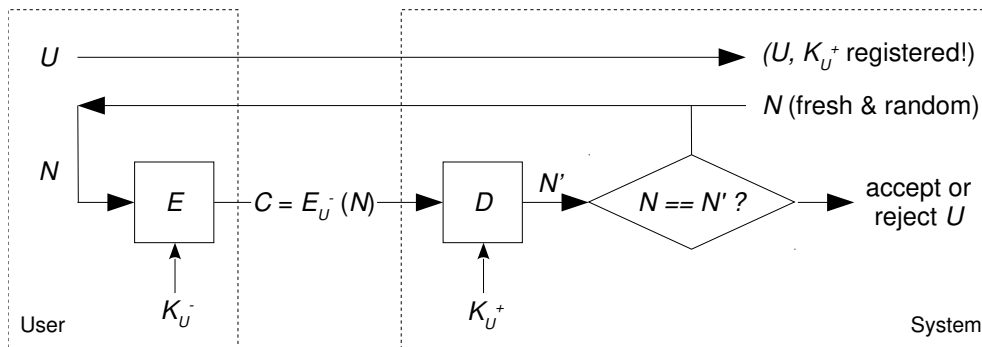 U (U, K_U⁺ registered!)
N (fresh & random)
N E C = E_U⁻ (N) D N' N == N' ? accept or
reject U
K_U⁻ K_U⁺
User System